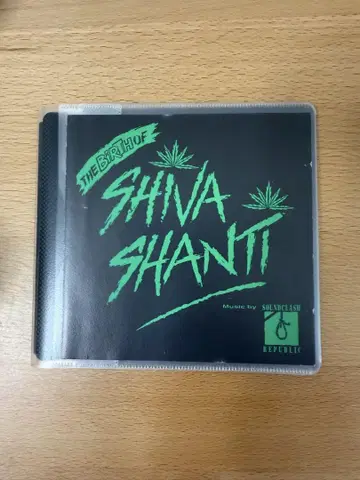 THE BIRTH OF
SHIVA
SHANTI
Music by
SOUNDCLASH
REPUBLIC